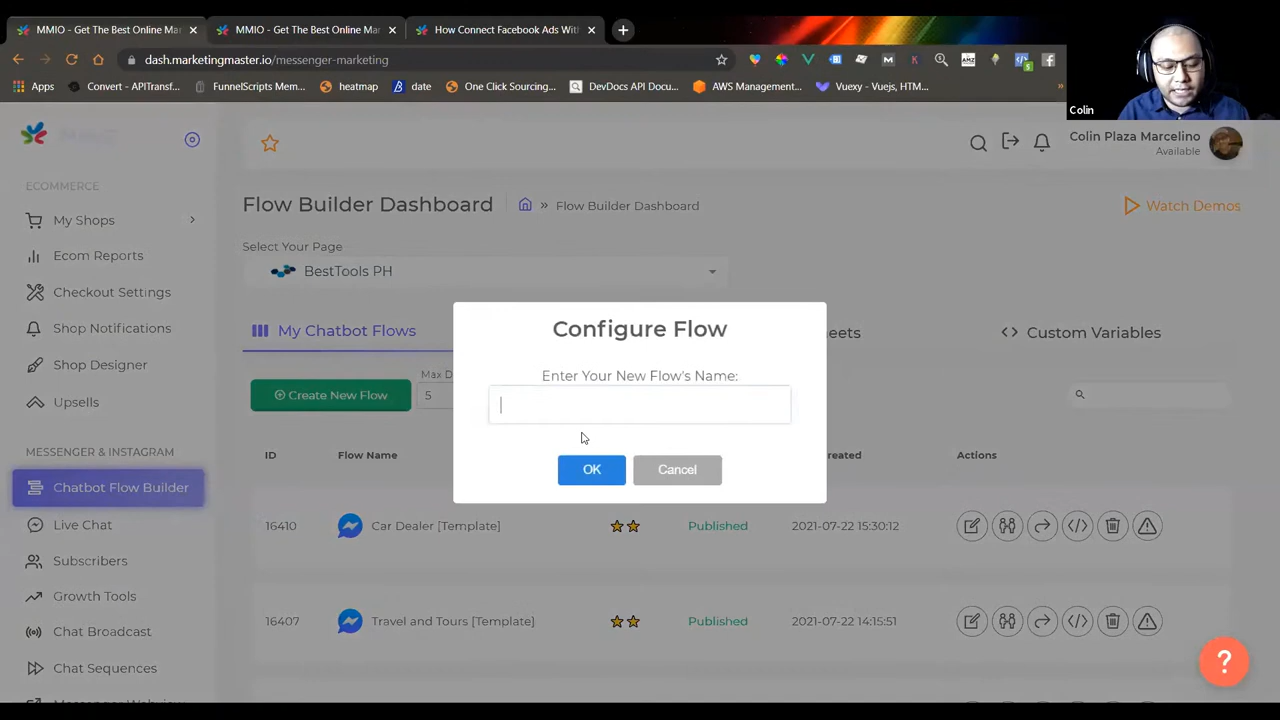 MMIO - Get The Best Online Mar
MMIO - Get The Best Online Mar
How Connect Facebook Ads With
dash.marketingmaster.io/messenger-marketing
Apps
Convert - APITransf...
FunnelScripts Mem...
heatmap
date
One Click Sourcing...
DevDocs API Docu...
AWS Management...
Vuexy - Vuejs, HTM...
»
Colin
Colin Plaza Marcelino
Available
ECOMMERCE
My Shops
Ecom Reports
Checkout Settings
Shop Notifications
Shop Designer
Upsells
MESSENGER & INSTAGRAM
Chatbot Flow Builder
Live Chat
Subscribers
Growth Tools
Chat Broadcast
Chat Sequences
Flow Builder Dashboard
» Flow Builder Dashboard
Watch Demos
Select Your Page
BestTools PH
My Chatbot Flows
Custom Variables
Create New Flow
5
Configure Flow
Enter Your New Flow's Name:
OK
Cancel
ID
Flow Name
Actions
16410
Car Dealer [Template]
Published
2021-07-22 15:30:12
16407
Travel and Tours [Template]
Published
2021-07-22 14:15:51
?